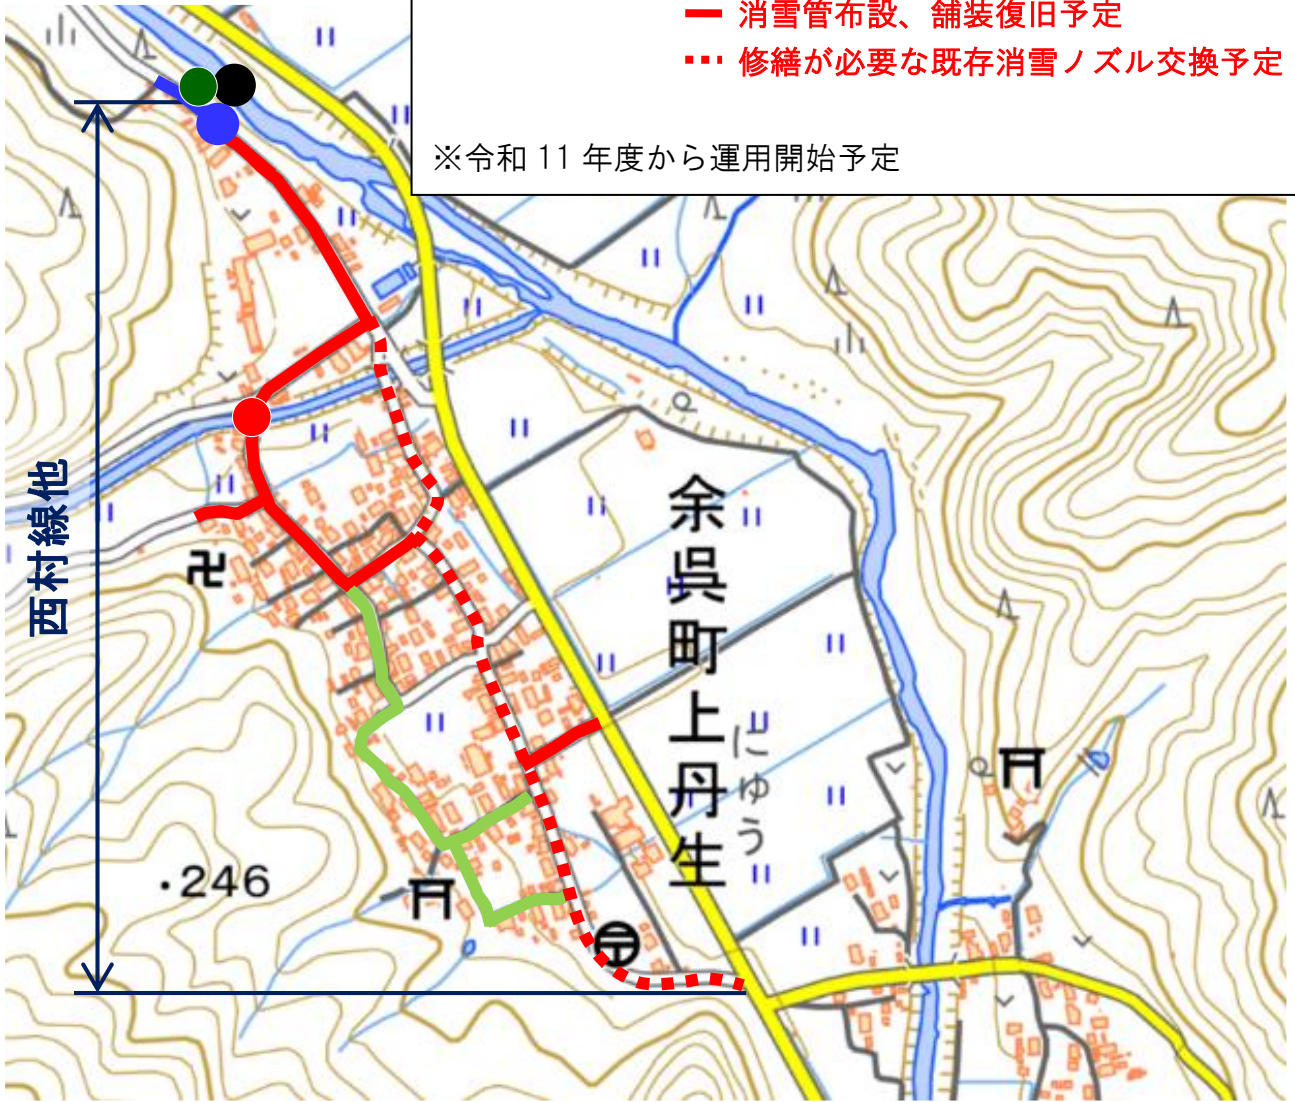 消雪管布設、舗装復旧予定
修繕が必要な既存消雪ノズル交換予定
※令和 11 年度から運用開始予定
西村線他
余呉町上丹生
にゅう
・246